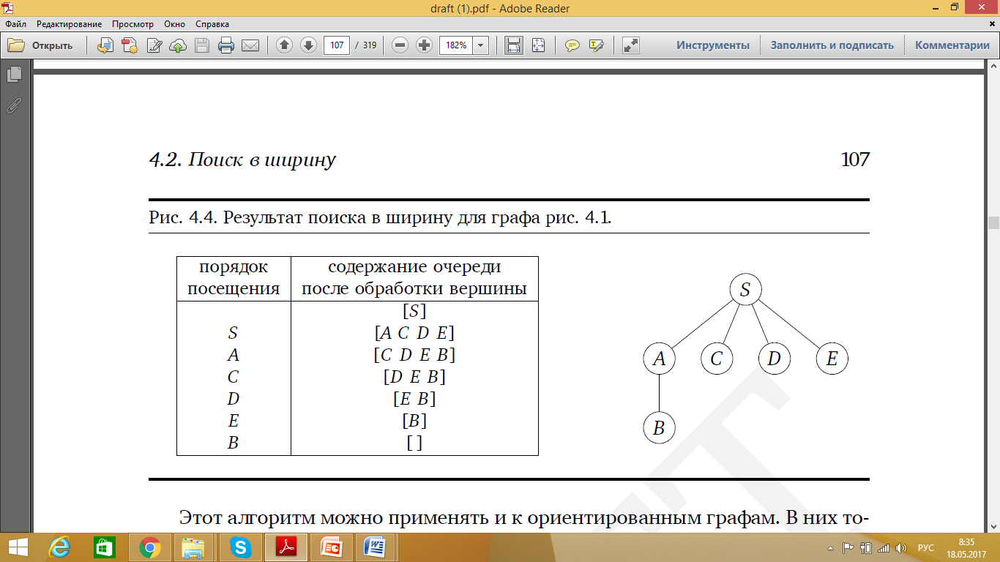 draft (1).pdf - Adobe Reader
Файл Редактирование Просмотр Окно Справка
Открыть 107 / 319 182% Инструменты Заполнить и подписать Комментарии
4.2. Поиск в ширину 107
Рис. 4.4. Результат поиска в ширину для графа рис. 4.1.
порядок посещения
содержание очереди после обработки вершины
[S]
S [A C D E]
A [C D E B]
C [D E B]
D [E B]
E [B]
B [ ]
S
A C D E
B
Этот алгоритм можно применять и к ориентированным графам. В них то-
РУС 8:35
18.05.2017